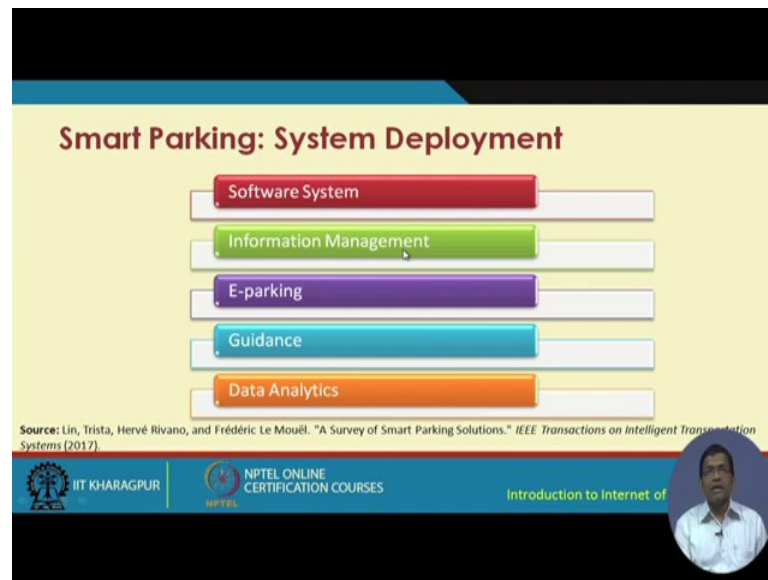 Smart Parking: System Deployment
Software System
Information Management
E-parking
Guidance
Data Analytics
Source: Lin, Trista, Hervé Rivano, and Frédéric Le Mouël. "A Survey of Smart Parking Solutions." IEEE Transactions on Intelligent Transportation
Systems (2017).
IIT KHARAGPUR
NPTEL ONLINE
CERTIFICATION COURSES
NPTEL
Introduction to Internet of